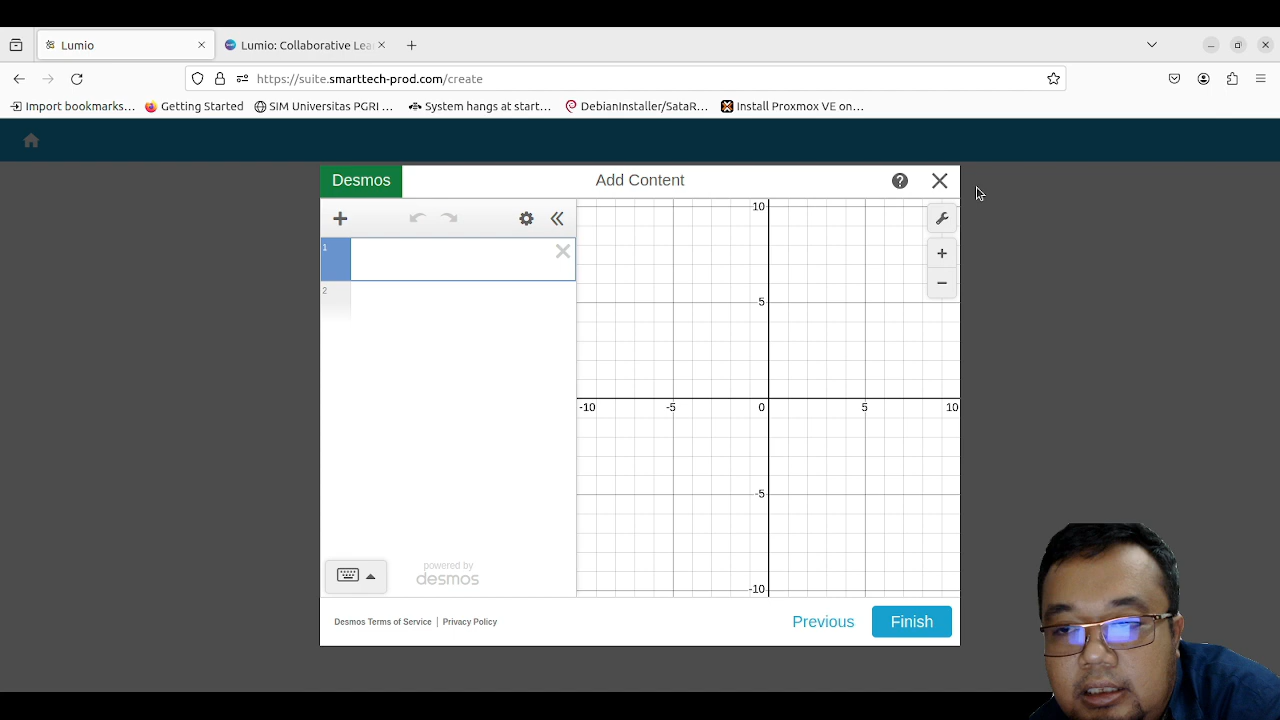 Lumio
Lumio: Collaborative Lea
https://suite.smarttech-prod.com/create
Import bookmarks...
Getting Started
SIM Universitas PGRI ...
System hangs at start...
DebianInstaller/SataR...
Install Proxmox VE on...
Desmos
Add Content
1
2
10
5
-10
-5
0
5
10
-5
-10
powered by
desmos
Desmos Terms of Service | Privacy Policy
Previous
Finish